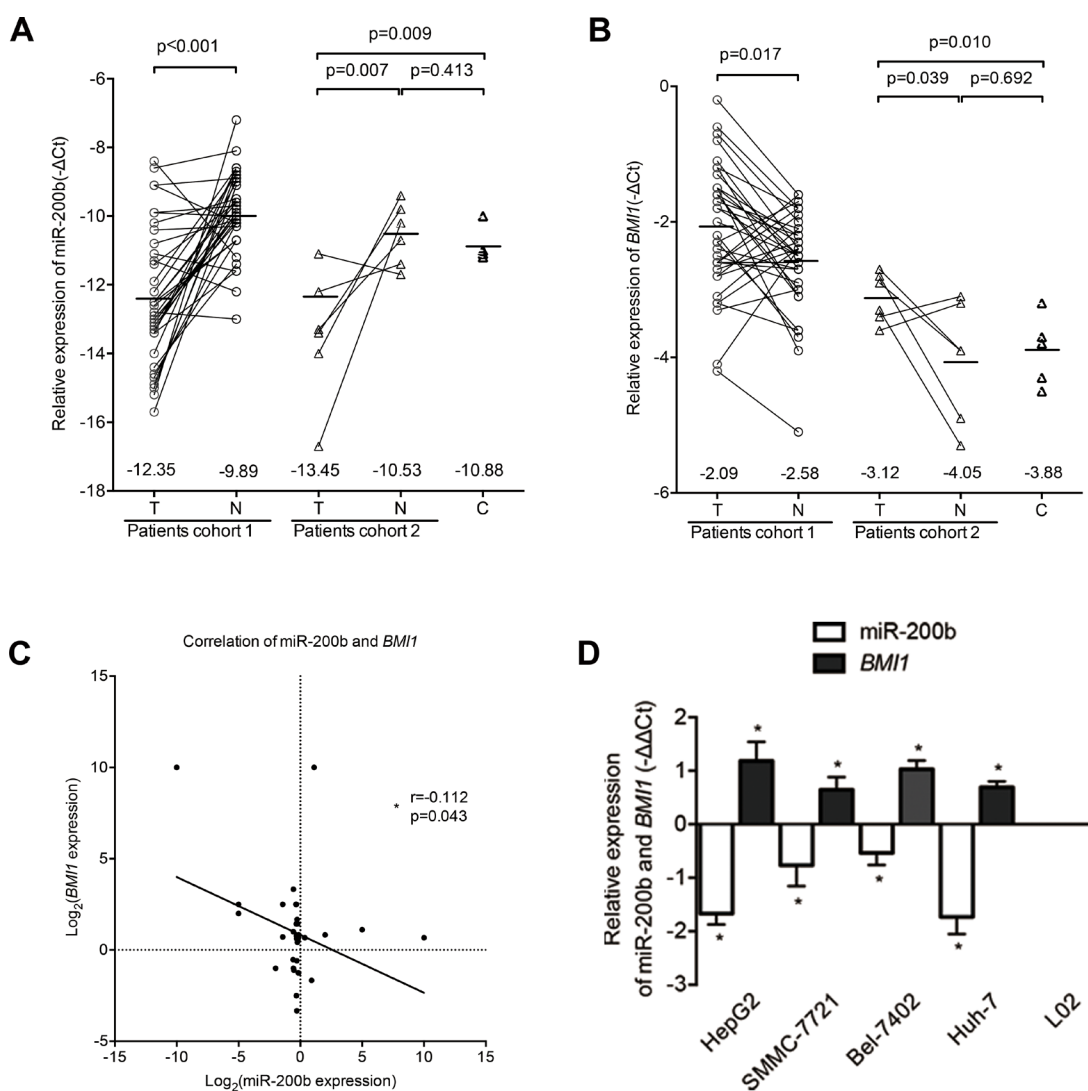 A
p<0.001
p=0.009
p=0.007
p=0.413
Relative expression of miR-200b(-ΔCt)
-6
-8
-10
-12
-14
-16
-18
-12.35
-9.89
-13.45
-10.53
-10.88
T
N
T
N
C
Patients cohort 1
Patients cohort 2
B
p=0.017
p=0.010
p=0.039
p=0.692
Relative expression of BMI1(-ΔCt)
0
-2
-4
-6
-2.09
-2.58
-3.12
-4.05
-3.88
T
N
T
N
C
Patients cohort 1
Patients cohort 2
C
Correlation of miR-200b and BMI1
Log2(BMI1 expression)
15
10
5
0
-5
* r=-0.112
p=0.043
-15
-10
-5
0
5
10
15
Log2(miR-200b expression)
D
miR-200b
BMI1
Relative expression
of miR-200b and BMI1 (-ΔΔCt)
2
1
0
-1
-2
-3
*
*
*
*
*
*
*
*
HepG2
SMMC-7721
Bel-7402
Huh-7
L02